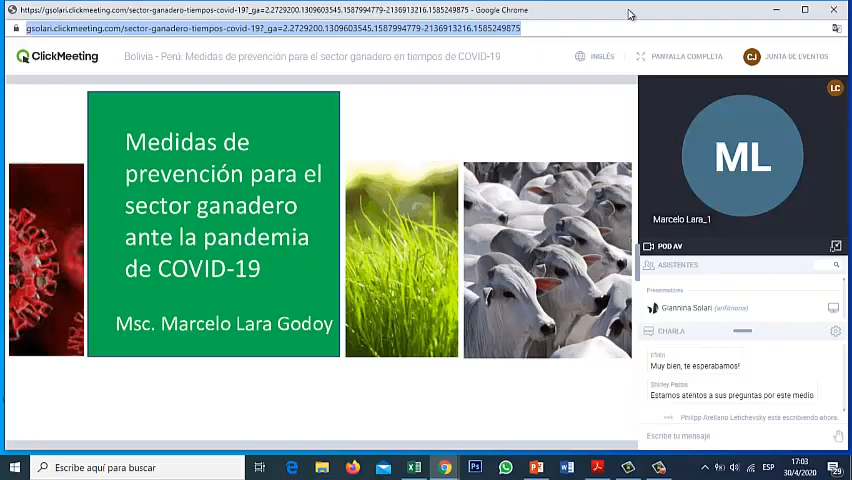 https://gsolari.clickmeeting.com/sector-ganadero-tiempos-covid-19?_ga=2.2729200.1309603545.1587994779-2136913216.1585249875 - Google Chrome
gsolari.clickmeeting.com/sector-ganadero-tiempos-covid-19?_ga=2.2729200.1309603545.1587994779-2136913216.1585249875
ClickMeeting
Bolivia - Perú: Medidas de prevención para el sector ganadero en tiempos de COVID-19
INGLÉS
PANTALLA COMPLETA
CJ
JUNTA DE EVENTOS
Medidas de
prevención para el
sector ganadero
ante la pandemia
de COVID-19
Msc. Marcelo Lara Godoy
LC
ML
Marcelo Lara_1
POD AV
ASISTENTES
Presentadores
Giannina Solari (anfitriona)
CHARLA
Efrén
Muy bien, te esperabamos!
Shirley Pazos
Estamos atentos a sus preguntas por este medio
Philipp Arellano Letichevsky está escribiendo ahora.
Escribe tu mensaje
Escribe aquí para buscar
ESP
17:03
30/4/2020
29